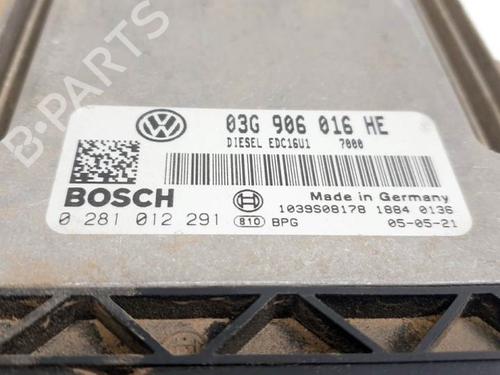 03G 906 016 HE
DIESEL EDC16U1 7000
BOSCH
0 281 012 291
810 BPG
Made in Germany
1039S08178 1884 0136
05-05-21
B-Parts